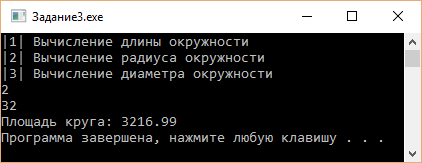 Задание3.exe
|1| Вычисление длины окружности
|2| Вычисление радиуса окружности
|3| Вычисление диаметра окружности
2
32
Площадь круга: 3216.99
Программа завершена, нажмите любую клавишу . . .